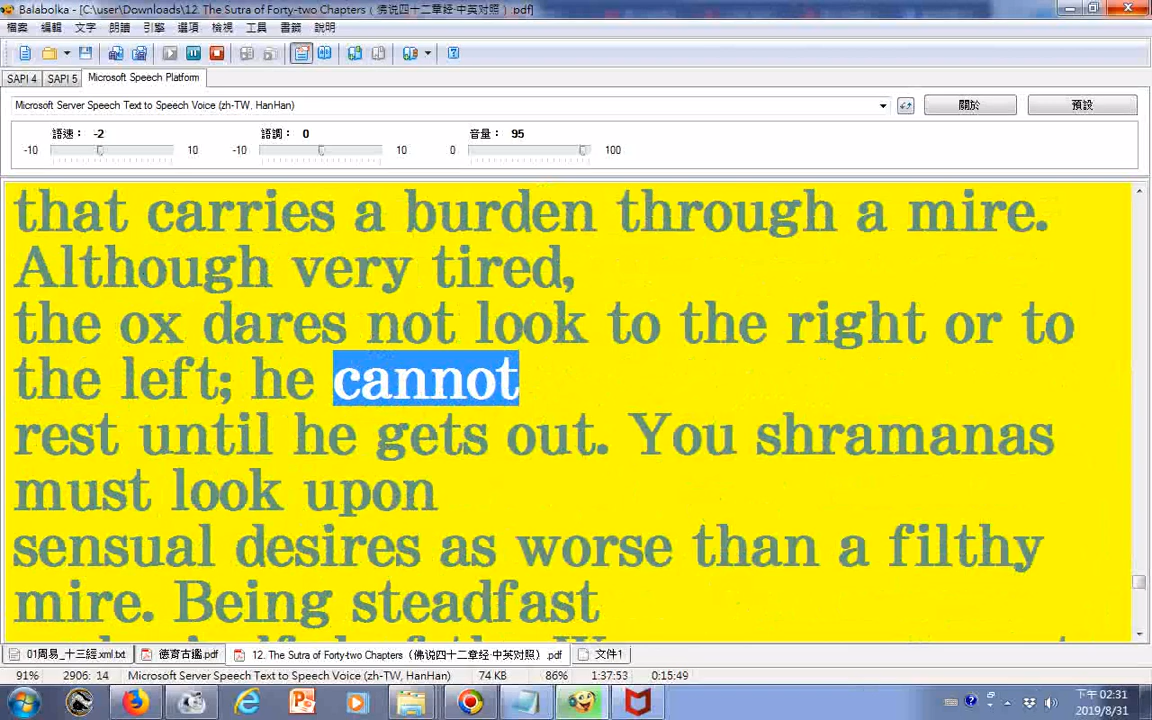 Balabolka - [C:\user\Downloads\12. The Sutra of Forty-two Chapters（佛说四十二章经·中英对照）.pdf]
檔案 編輯 文字 朗讀 引擎 選項 檢視 工具 書籤 說明
SAPI 4 SAPI 5 Microsoft Speech Platform
Microsoft Server Speech Text to Speech Voice (zh-TW, HanHan) 關於 預設
語速： -2 語調： 0 音量： 95
-10 10 -10 10 0 100
that carries a burden through a mire.
Although very tired,
the ox dares not look to the right or to
the left; he cannot
rest until he gets out. You shramanas
must look upon
sensual desires as worse than a filthy
mire. Being steadfast
01周易_十三經.xml.txt 德育古鑑.pdf 12. The Sutra of Forty-two Chapters（佛说四十二章经·中英对照）.pdf 文件1
91% 2906: 14 Microsoft Server Speech Text to Speech Voice (zh-TW, HanHan) 74 KB 86% 1:37:53 0:15:49
下午 02:31
2019/8/31